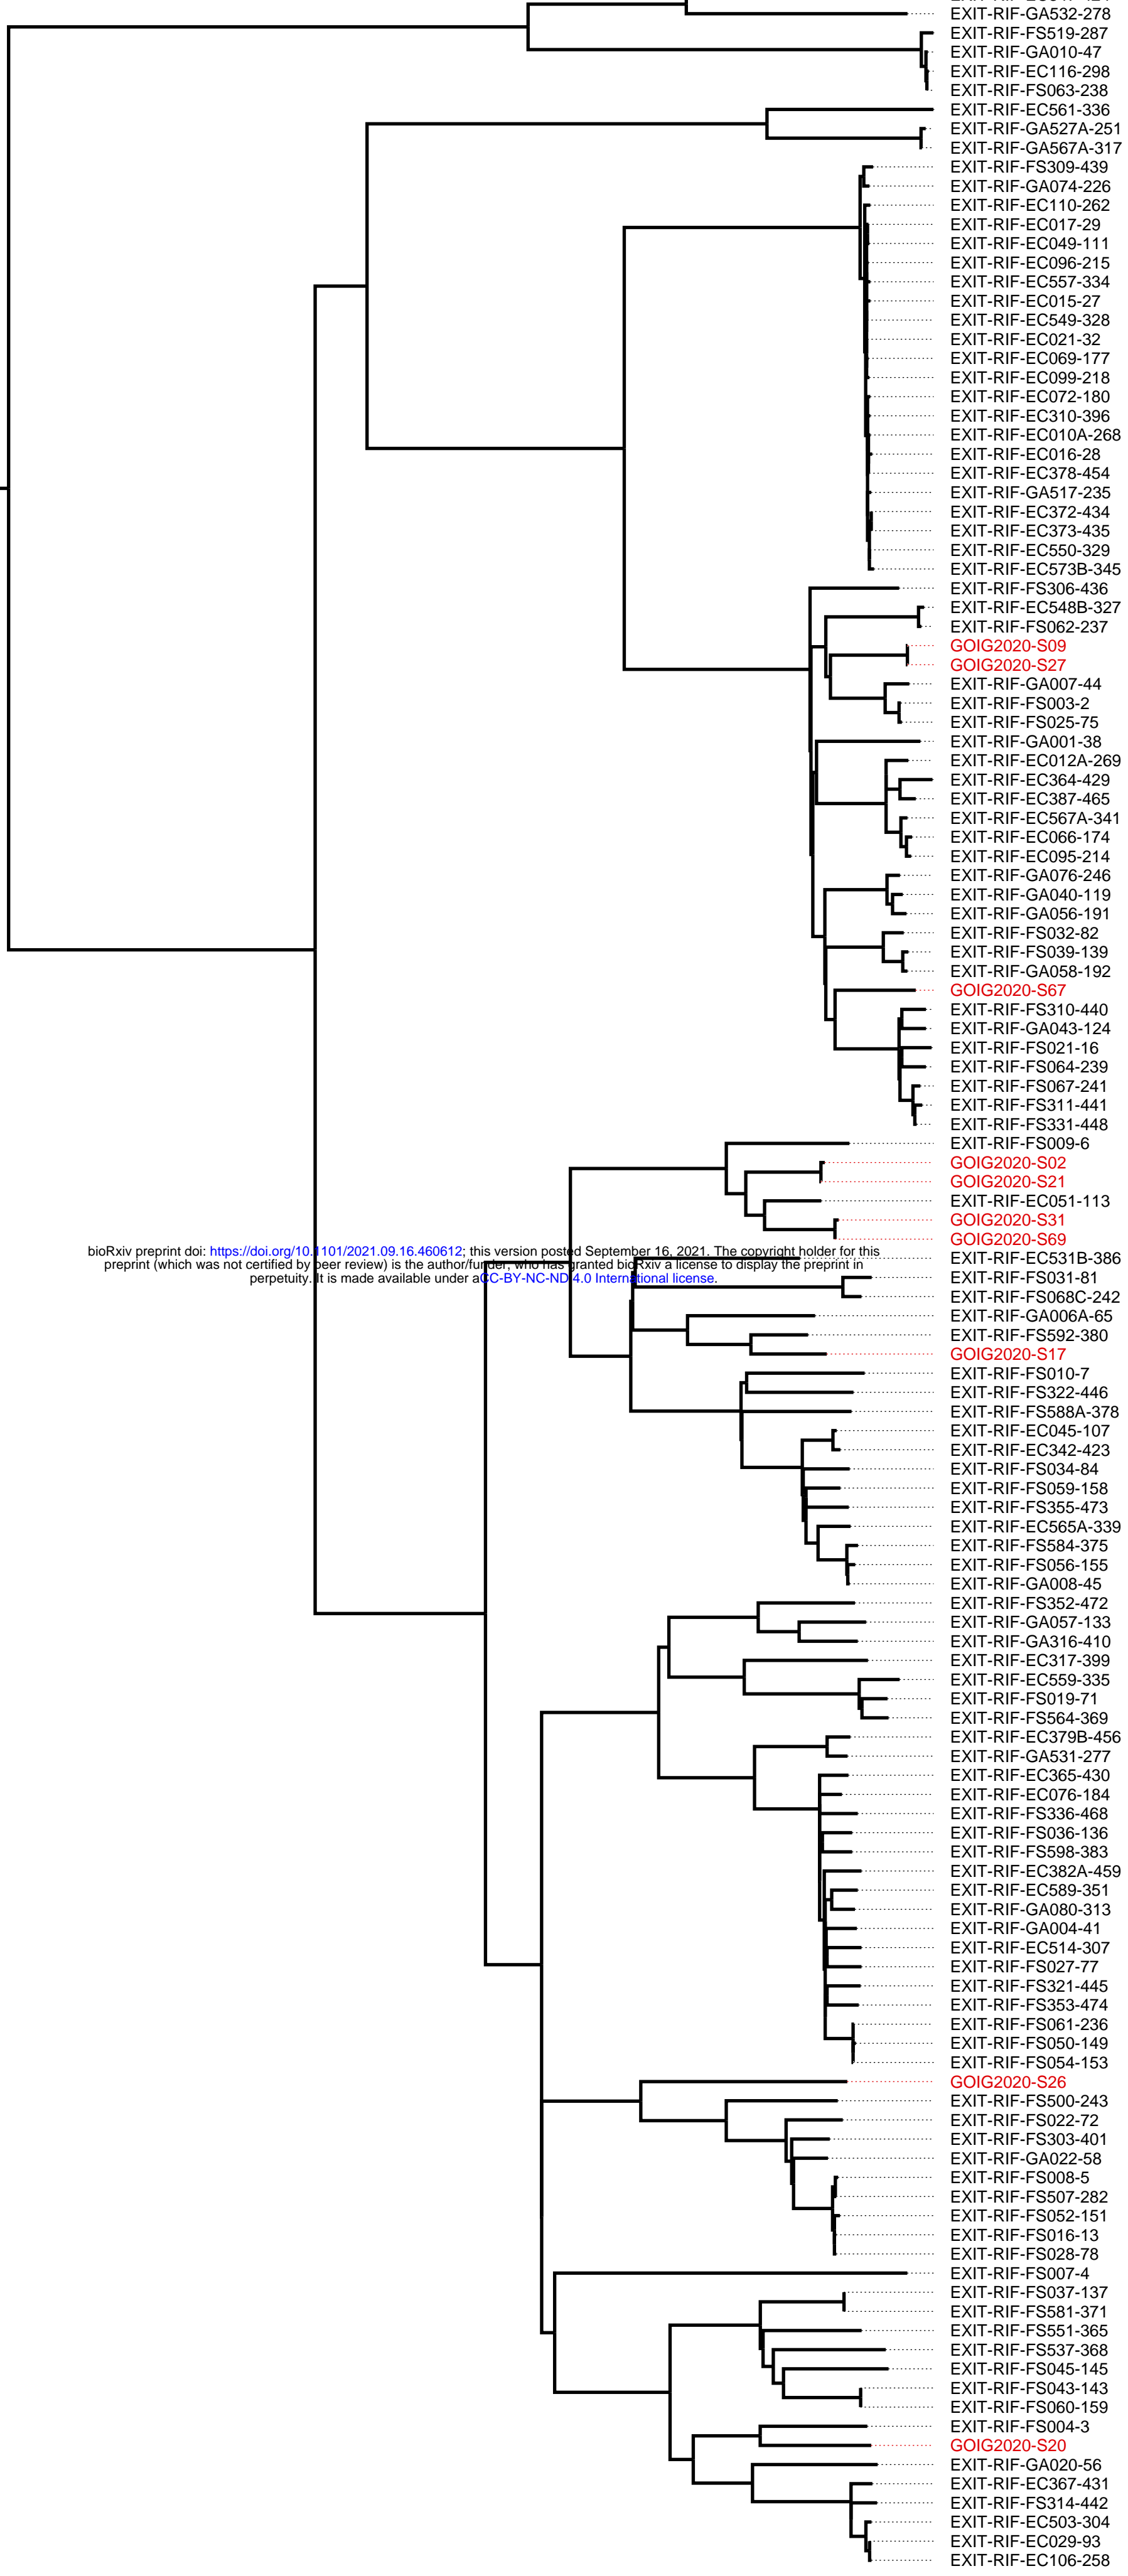 EXIT-RIF-GA532-278
EXIT-RIF-FS519-287
EXIT-RIF-GA010-47
EXIT-RIF-EC116-298
EXIT-RIF-FS063-238
EXIT-RIF-EC561-336
EXIT-RIF-GA527A-251
EXIT-RIF-GA567A-317
EXIT-RIF-FS309-439
EXIT-RIF-GA074-226
EXIT-RIF-EC110-262
EXIT-RIF-EC017-29
EXIT-RIF-EC049-111
EXIT-RIF-EC096-215
EXIT-RIF-EC557-334
EXIT-RIF-EC015-27
EXIT-RIF-EC549-328
EXIT-RIF-EC021-32
EXIT-RIF-EC069-177
EXIT-RIF-EC099-218
EXIT-RIF-EC072-180
EXIT-RIF-EC310-396
EXIT-RIF-EC010A-268
EXIT-RIF-EC016-28
EXIT-RIF-EC378-454
EXIT-RIF-GA517-235
EXIT-RIF-EC372-434
EXIT-RIF-EC373-435
EXIT-RIF-EC550-329
EXIT-RIF-EC573B-345
EXIT-RIF-FS306-436
EXIT-RIF-EC548B-327
EXIT-RIF-FS062-237
GOIG2020-S09
GOIG2020-S27
EXIT-RIF-GA007-44
EXIT-RIF-FS003-2
EXIT-RIF-FS025-75
EXIT-RIF-GA001-38
EXIT-RIF-EC012A-269
EXIT-RIF-EC364-429
EXIT-RIF-EC387-465
EXIT-RIF-EC567A-341
EXIT-RIF-EC066-174
EXIT-RIF-EC095-214
EXIT-RIF-GA076-246
EXIT-RIF-GA040-119
EXIT-RIF-GA056-191
EXIT-RIF-FS032-82
EXIT-RIF-FS039-139
EXIT-RIF-GA058-192
GOIG2020-S67
EXIT-RIF-FS310-440
EXIT-RIF-GA043-124
EXIT-RIF-FS021-16
EXIT-RIF-FS064-239
EXIT-RIF-FS067-241
EXIT-RIF-FS311-441
EXIT-RIF-FS331-448
EXIT-RIF-FS009-6
GOIG2020-S02
GOIG2020-S21
EXIT-RIF-EC051-113
GOIG2020-S31
GOIG2020-S69
bioRxiv preprint doi: https://doi.org/10.1101/2021.09.16.460612; this version posted September 16, 2021. The copyright holder for this
preprint (which was not certified by peer review) is the author/funder, who has granted bioRxiv a license to display the preprint in
perpetuity. It is made available under aCC-BY-NC-ND 4.0 International license.
EXIT-RIF-EC531B-386
EXIT-RIF-FS031-81
EXIT-RIF-FS068C-242
EXIT-RIF-GA006A-65
EXIT-RIF-FS592-380
GOIG2020-S17
EXIT-RIF-FS010-7
EXIT-RIF-FS322-446
EXIT-RIF-FS588A-378
EXIT-RIF-EC045-107
EXIT-RIF-EC342-423
EXIT-RIF-FS034-84
EXIT-RIF-FS059-158
EXIT-RIF-FS355-473
EXIT-RIF-EC565A-339
EXIT-RIF-FS584-375
EXIT-RIF-FS056-155
EXIT-RIF-GA008-45
EXIT-RIF-FS352-472
EXIT-RIF-GA057-133
EXIT-RIF-GA316-410
EXIT-RIF-EC317-399
EXIT-RIF-EC559-335
EXIT-RIF-FS019-71
EXIT-RIF-FS564-369
EXIT-RIF-EC379B-456
EXIT-RIF-GA531-277
EXIT-RIF-EC365-430
EXIT-RIF-EC076-184
EXIT-RIF-FS336-468
EXIT-RIF-FS036-136
EXIT-RIF-FS598-383
EXIT-RIF-EC382A-459
EXIT-RIF-EC589-351
EXIT-RIF-GA080-313
EXIT-RIF-GA004-41
EXIT-RIF-EC514-307
EXIT-RIF-FS027-77
EXIT-RIF-FS321-445
EXIT-RIF-FS353-474
EXIT-RIF-FS061-236
EXIT-RIF-FS050-149
EXIT-RIF-FS054-153
GOIG2020-S26
EXIT-RIF-FS500-243
EXIT-RIF-FS022-72
EXIT-RIF-FS303-401
EXIT-RIF-GA022-58
EXIT-RIF-FS008-5
EXIT-RIF-FS507-282
EXIT-RIF-FS052-151
EXIT-RIF-FS016-13
EXIT-RIF-FS028-78
EXIT-RIF-FS007-4
EXIT-RIF-FS037-137
EXIT-RIF-FS581-371
EXIT-RIF-FS551-365
EXIT-RIF-FS537-368
EXIT-RIF-FS045-145
EXIT-RIF-FS043-143
EXIT-RIF-FS060-159
EXIT-RIF-FS004-3
GOIG2020-S20
EXIT-RIF-GA020-56
EXIT-RIF-EC367-431
EXIT-RIF-FS314-442
EXIT-RIF-EC503-304
EXIT-RIF-EC029-93
EXIT-RIF-EC106-258